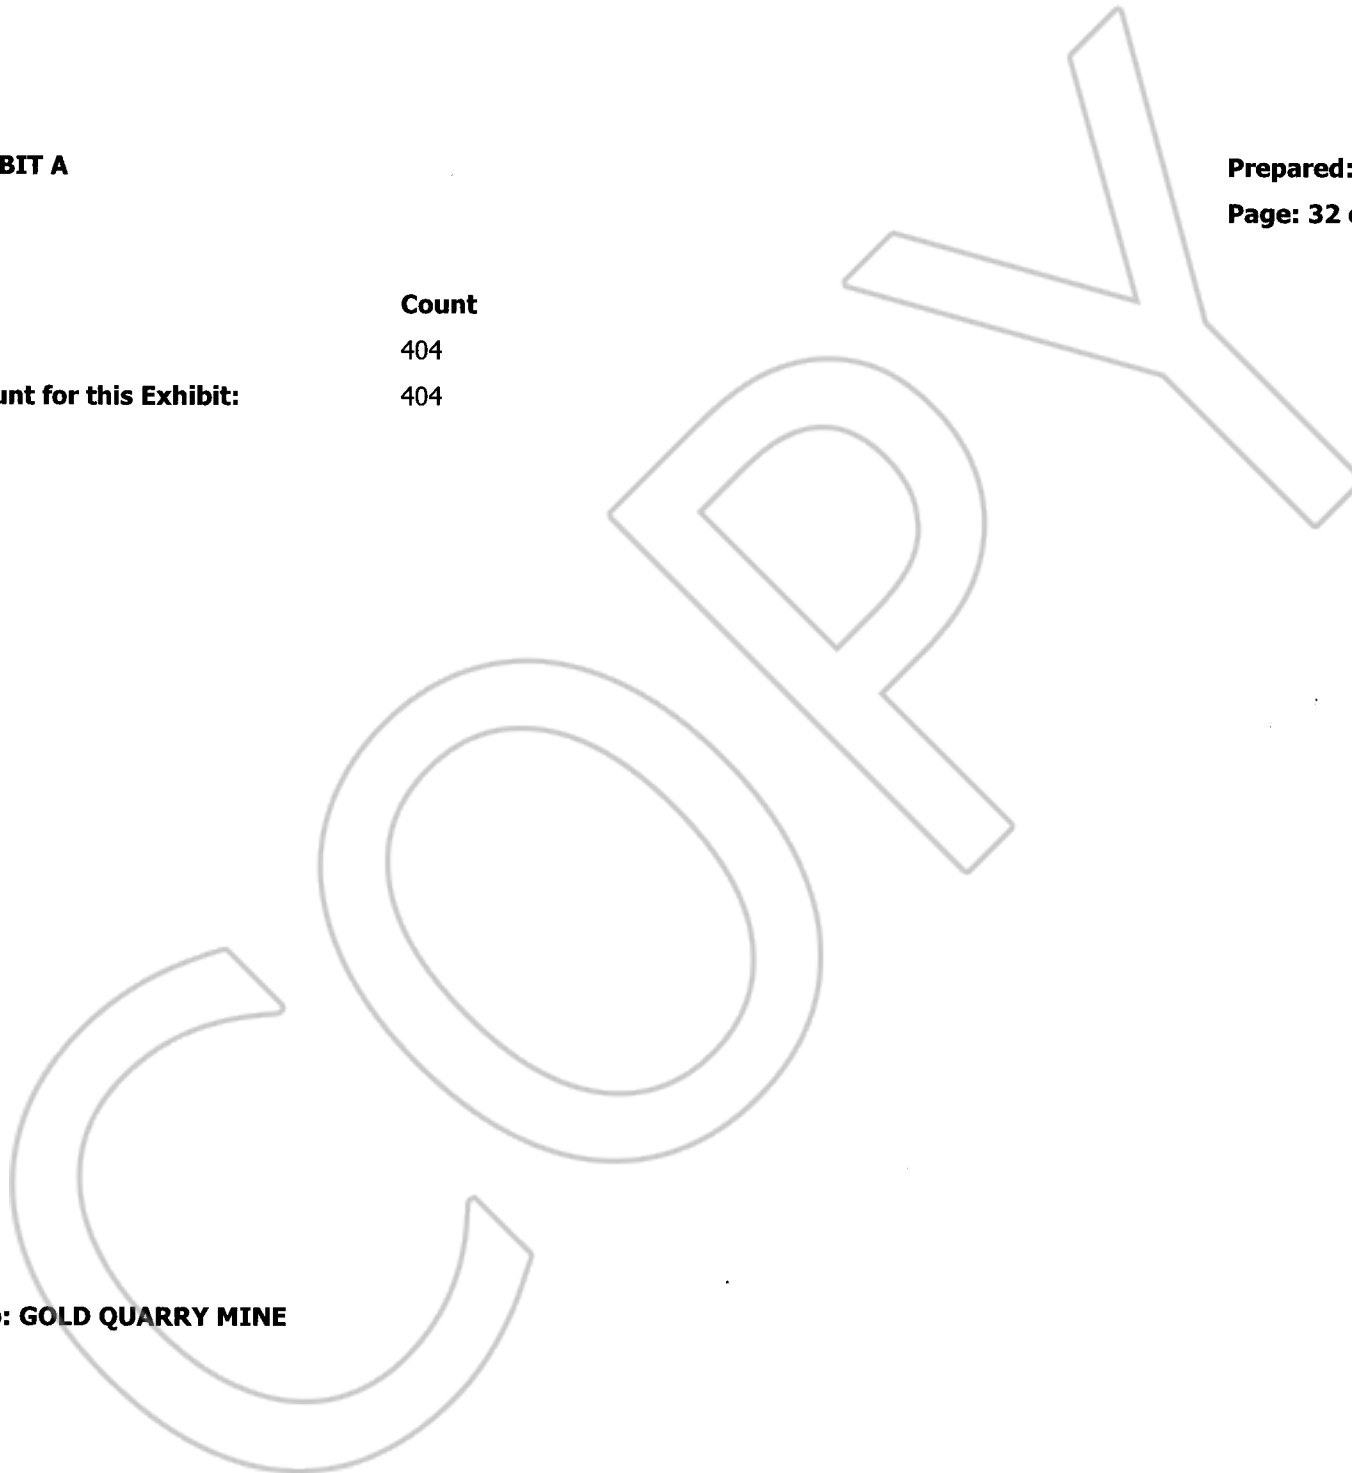 BIT A
Prepared:
Page: 32
Count
404
unt for this Exhibit: 404
: GOLD QUARRY MINE
COPY